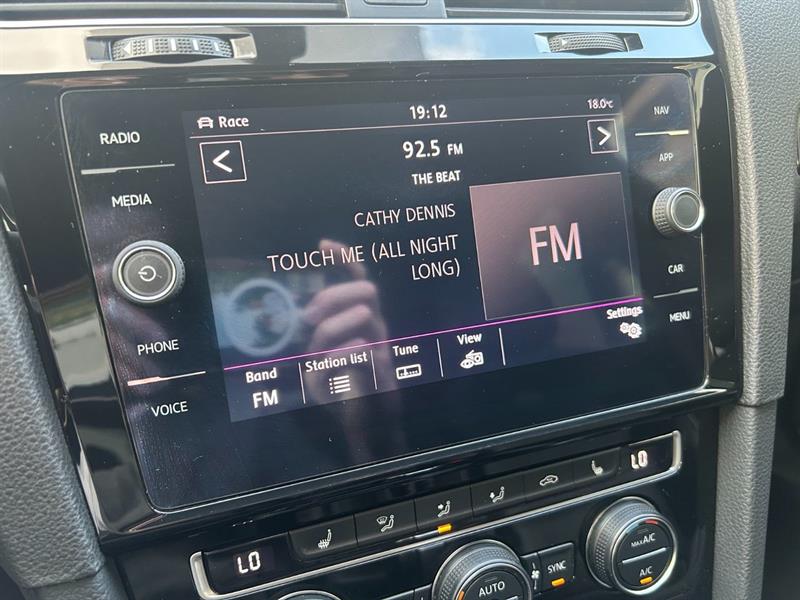 RADIO
MEDIA
PHONE
VOICE
Race
19:12
18.0°C
92.5 FM
THE BEAT
CATHY DENNIS
TOUCH ME (ALL NIGHT
LONG)
FM
Settings
Band
FM
Station list
Tune
View
NAV
APP
CAR
MENU
LO
LO
AUTO
SYNC
MAX A/C
A/C